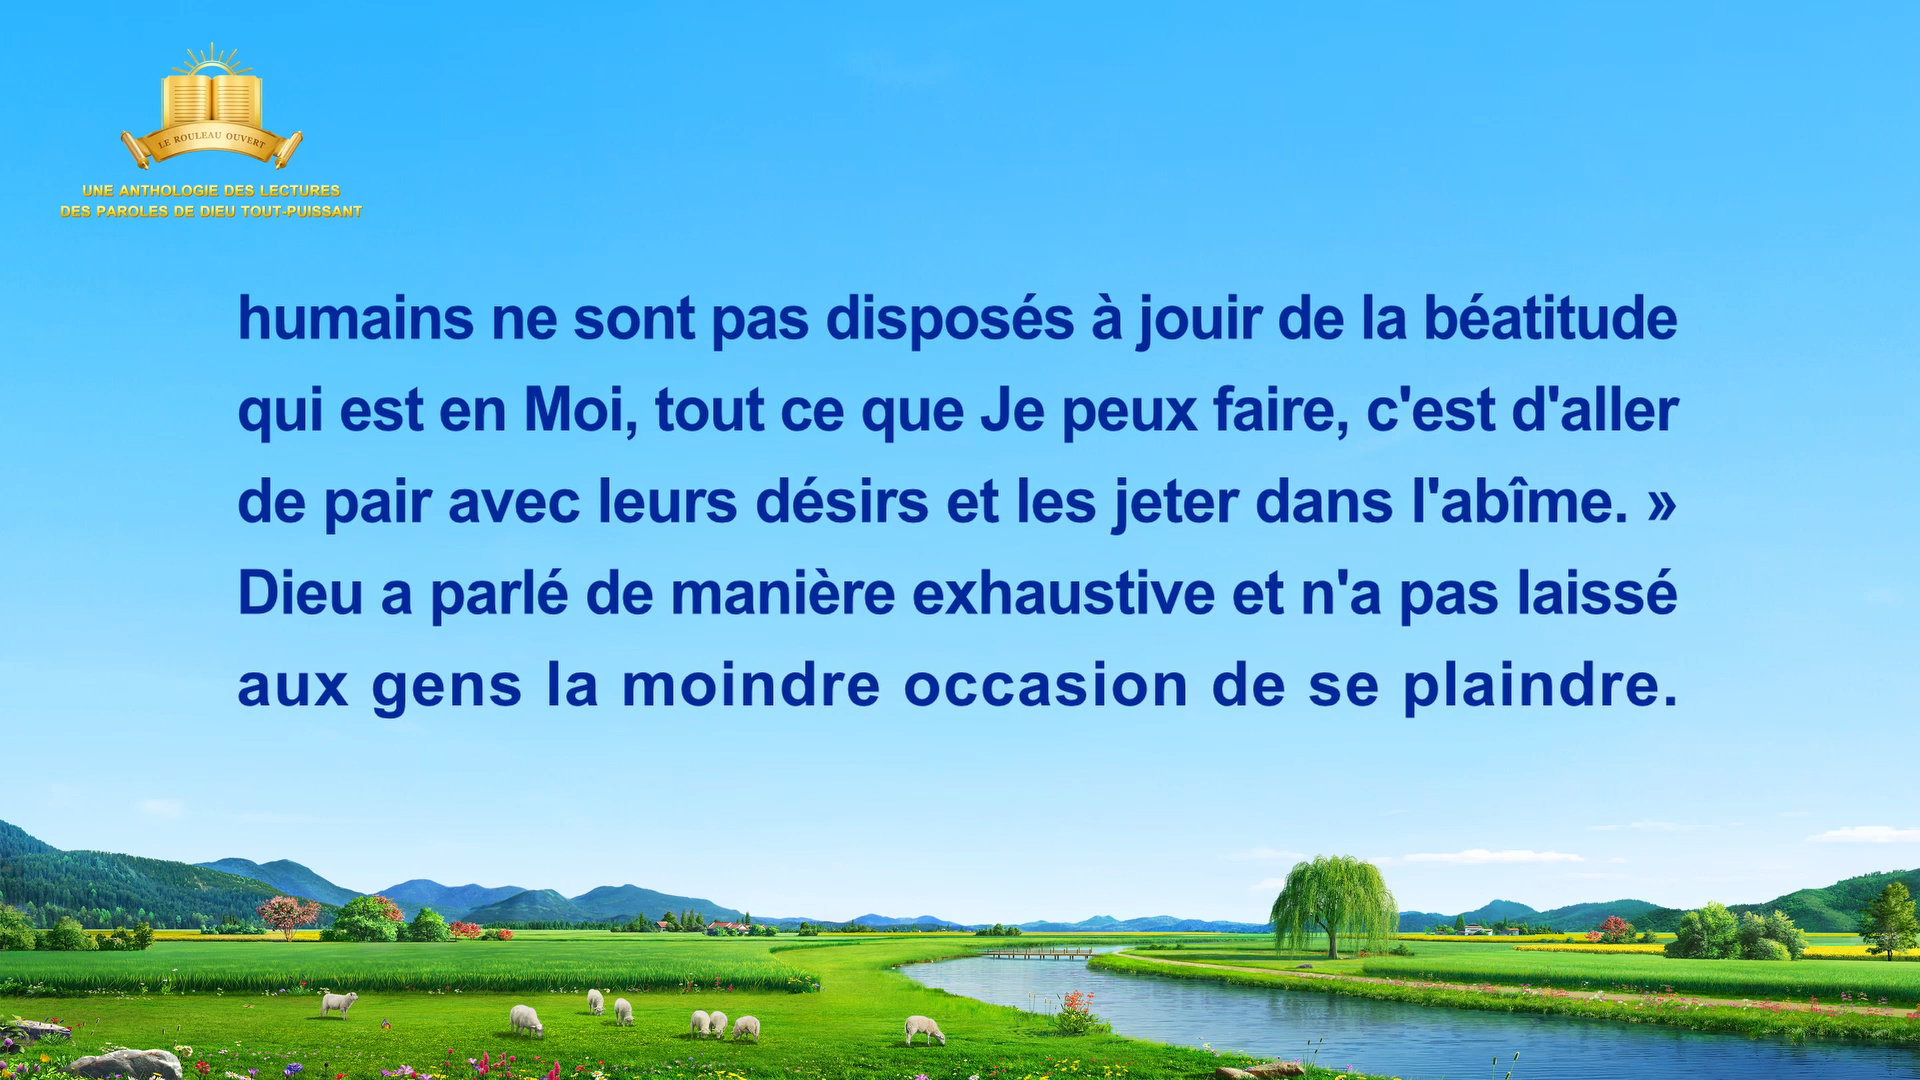 LE ROULEAU OUVERT
UNE ANTHOLOGIE DES LECTURES
DES PAROLES DE DIEU TOUT-PUISSANT
humains ne sont pas disposés à jouir de la béatitude
qui est en Moi, tout ce que Je peux faire, c'est d'aller
de pair avec leurs désirs et les jeter dans l'abîme. »
Dieu a parlé de manière exhaustive et n'a pas laissé
aux gens la moindre occasion de se plaindre.